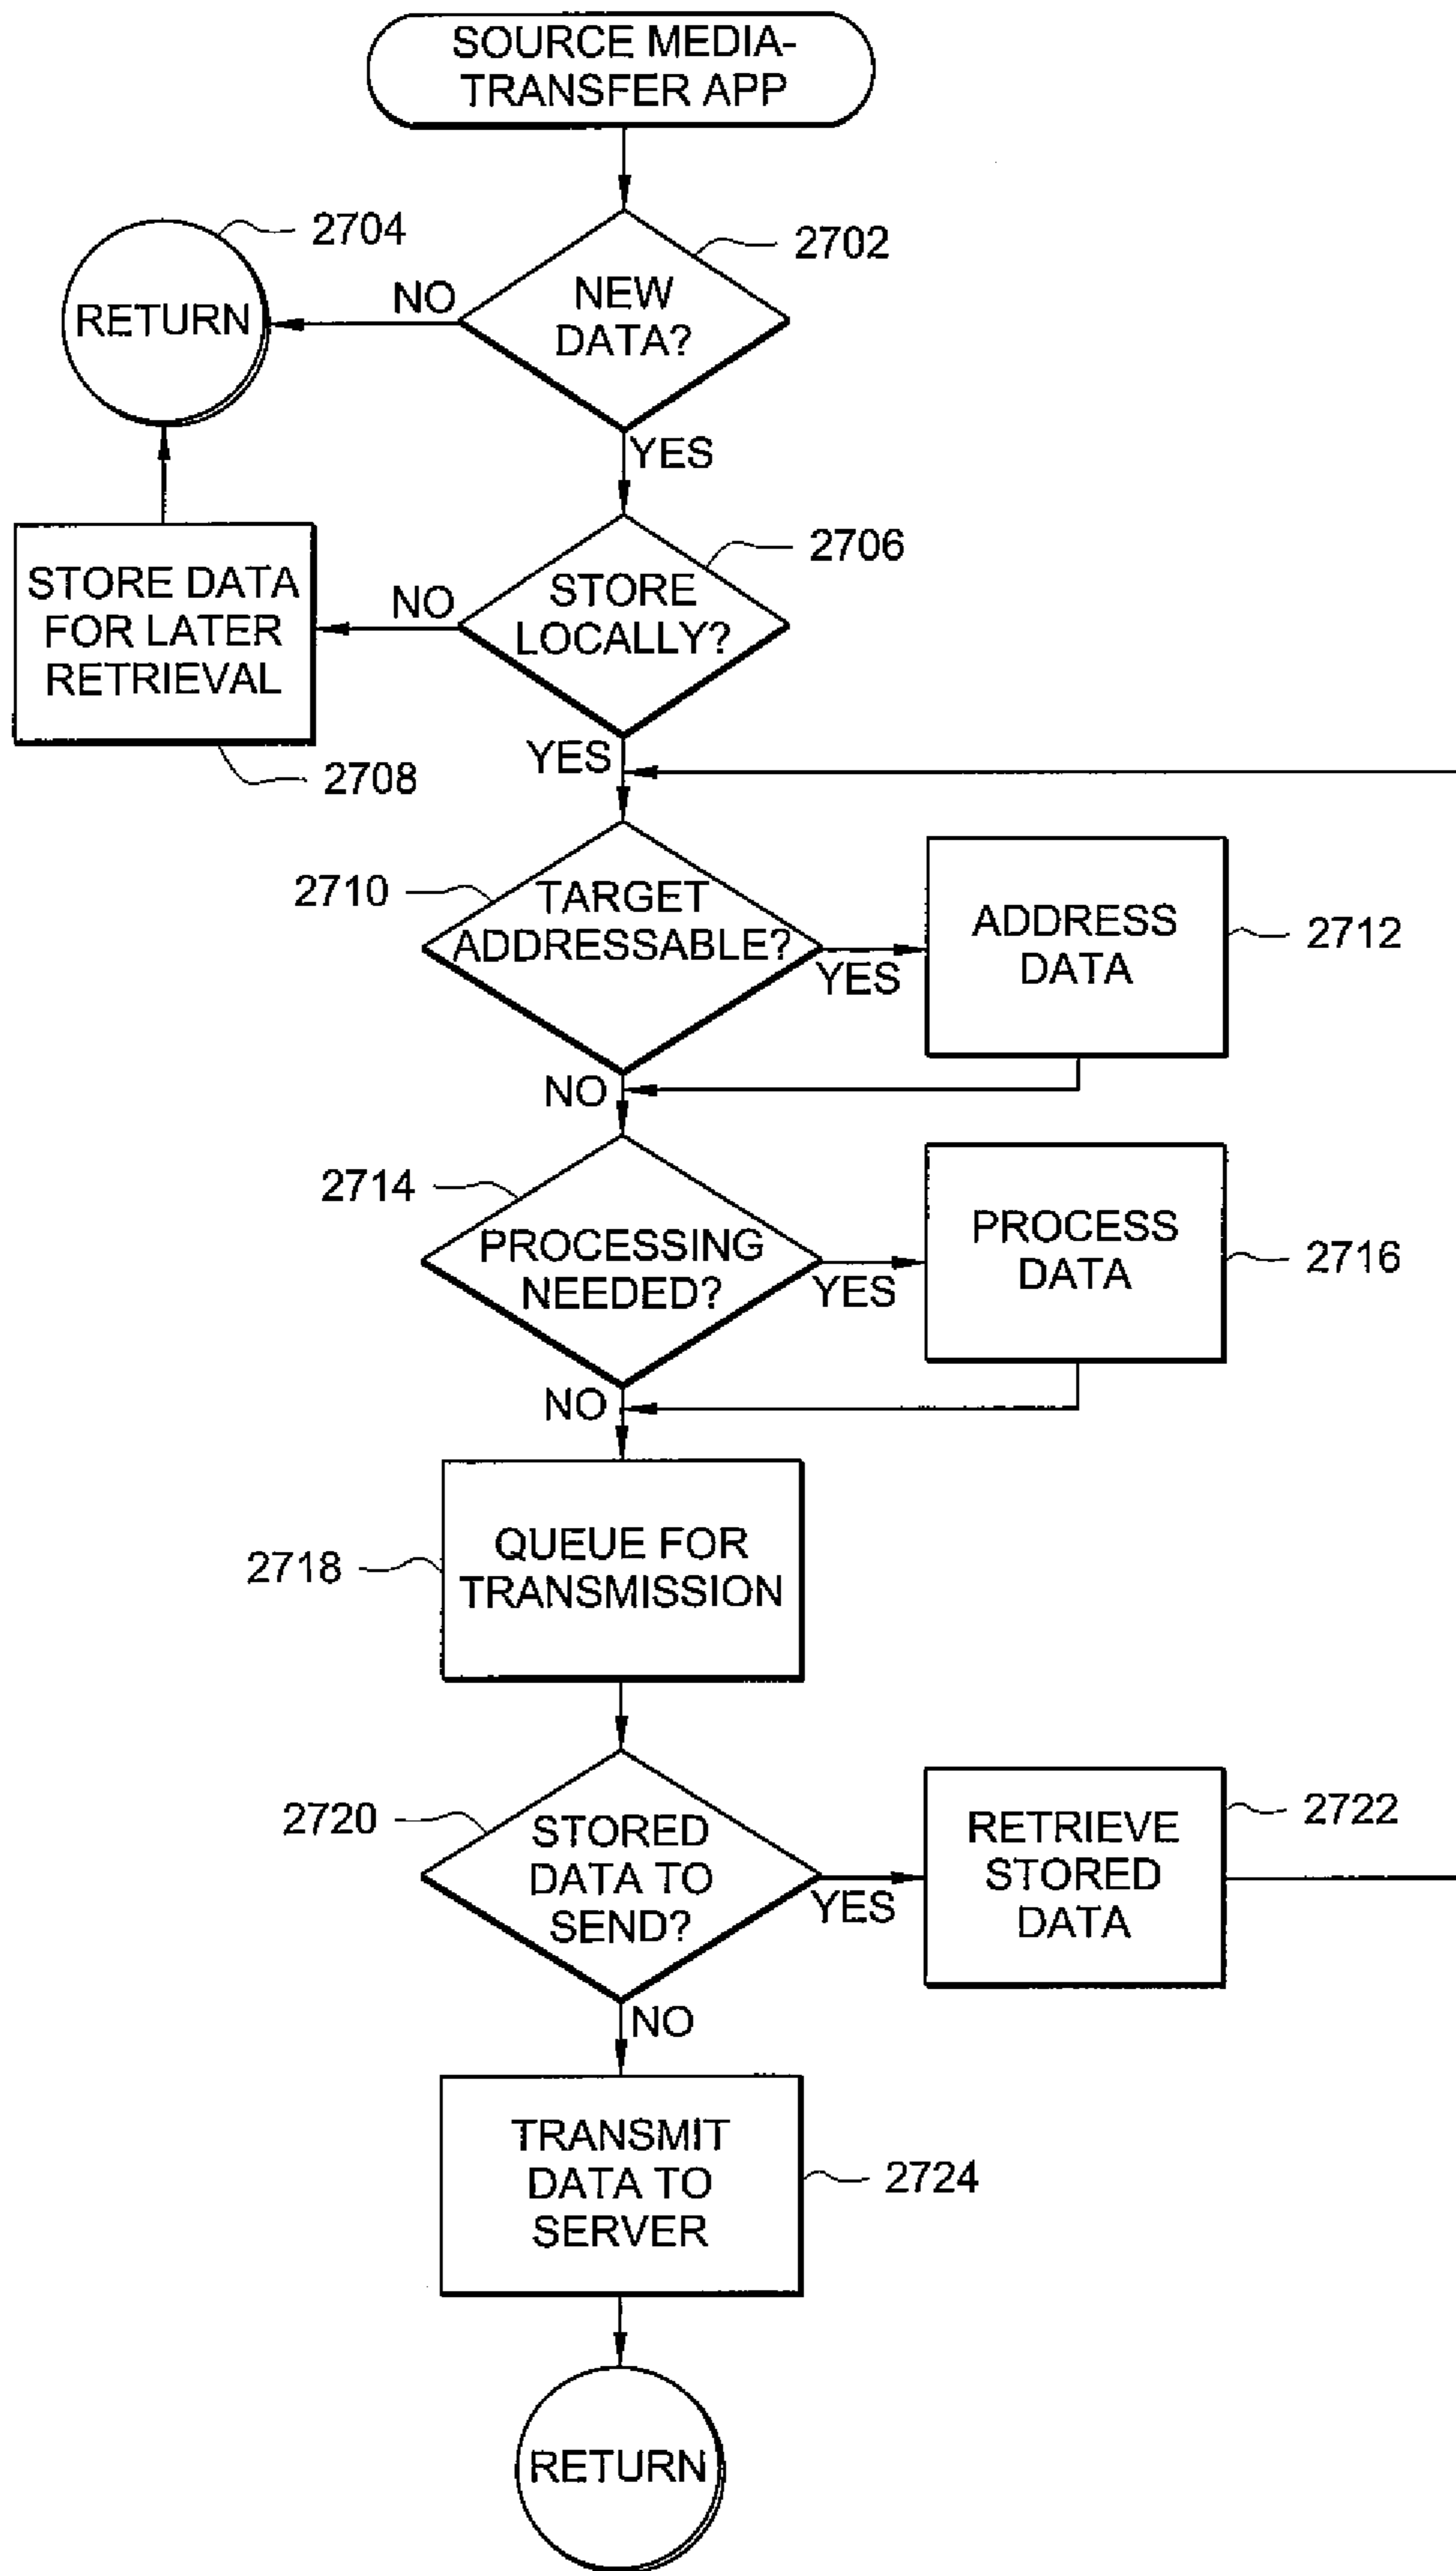 SOURCE MEDIA-
TRANSFER APP
2704
2702
RETURN
NO
NEW
DATA?
YES
2706
STORE DATA
FOR LATER
RETRIEVAL
NO
STORE
LOCALLY?
2708
YES
2710
TARGET
ADDRESSABLE?
YES
ADDRESS
DATA
2712
NO
2714
PROCESSING
NEEDED?
YES
PROCESS
DATA
2716
NO
2718
QUEUE FOR
TRANSMISSION
2720
STORED
DATA TO
SEND?
YES
RETRIEVE
STORED
DATA
2722
NO
TRANSMIT
DATA TO
SERVER
2724
RETURN